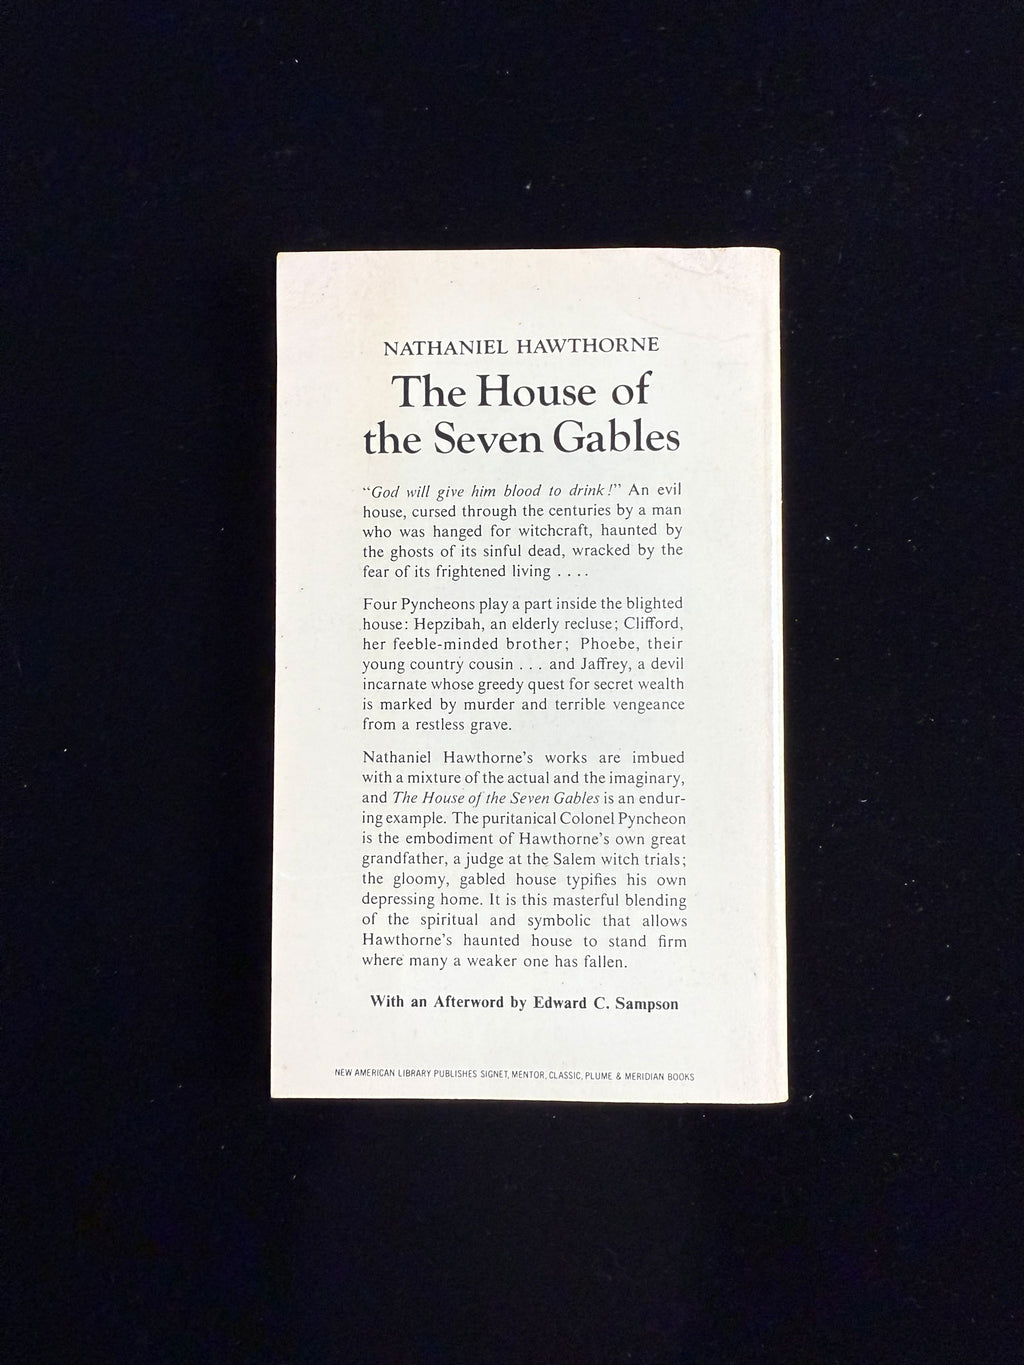 NATHANIEL HAWTHORNE
The House of
the Seven Gables
"God will give him blood to drink!" An evil
house, cursed through the centuries by a man
who was hanged for witchcraft, haunted by
the ghosts of its sinful dead, wracked by the
fear of its frightened living . . . .
Four Pyncheons play a part inside the blighted
house: Hepzibah, an elderly recluse; Clifford,
her feeble-minded brother; Phoebe, their
young country cousin . . . and Jaffrey, a devil
incarnate whose greedy quest for secret wealth
is marked by murder and terrible vengeance
from a restless grave.
Nathaniel Hawthorne's works are imbued
with a mixture of the actual and the imaginary,
and The House of the Seven Gables is an endur-
ing example. The puritanical Colonel Pyncheon
is the embodiment of Hawthorne's own great
grandfather, a judge at the Salem witch trials;
the gloomy, gabled house typifies his own
depressing home. It is this masterful blending
of the spiritual and symbolic that allows
Hawthorne's haunted house to stand firm
where many a weaker one has fallen.
With an Afterword by Edward C. Sampson
NEW AMERICAN LIBRARY PUBLISHES SIGNET, MENTOR, CLASSIC, PLUME & MERIDIAN BOOKS